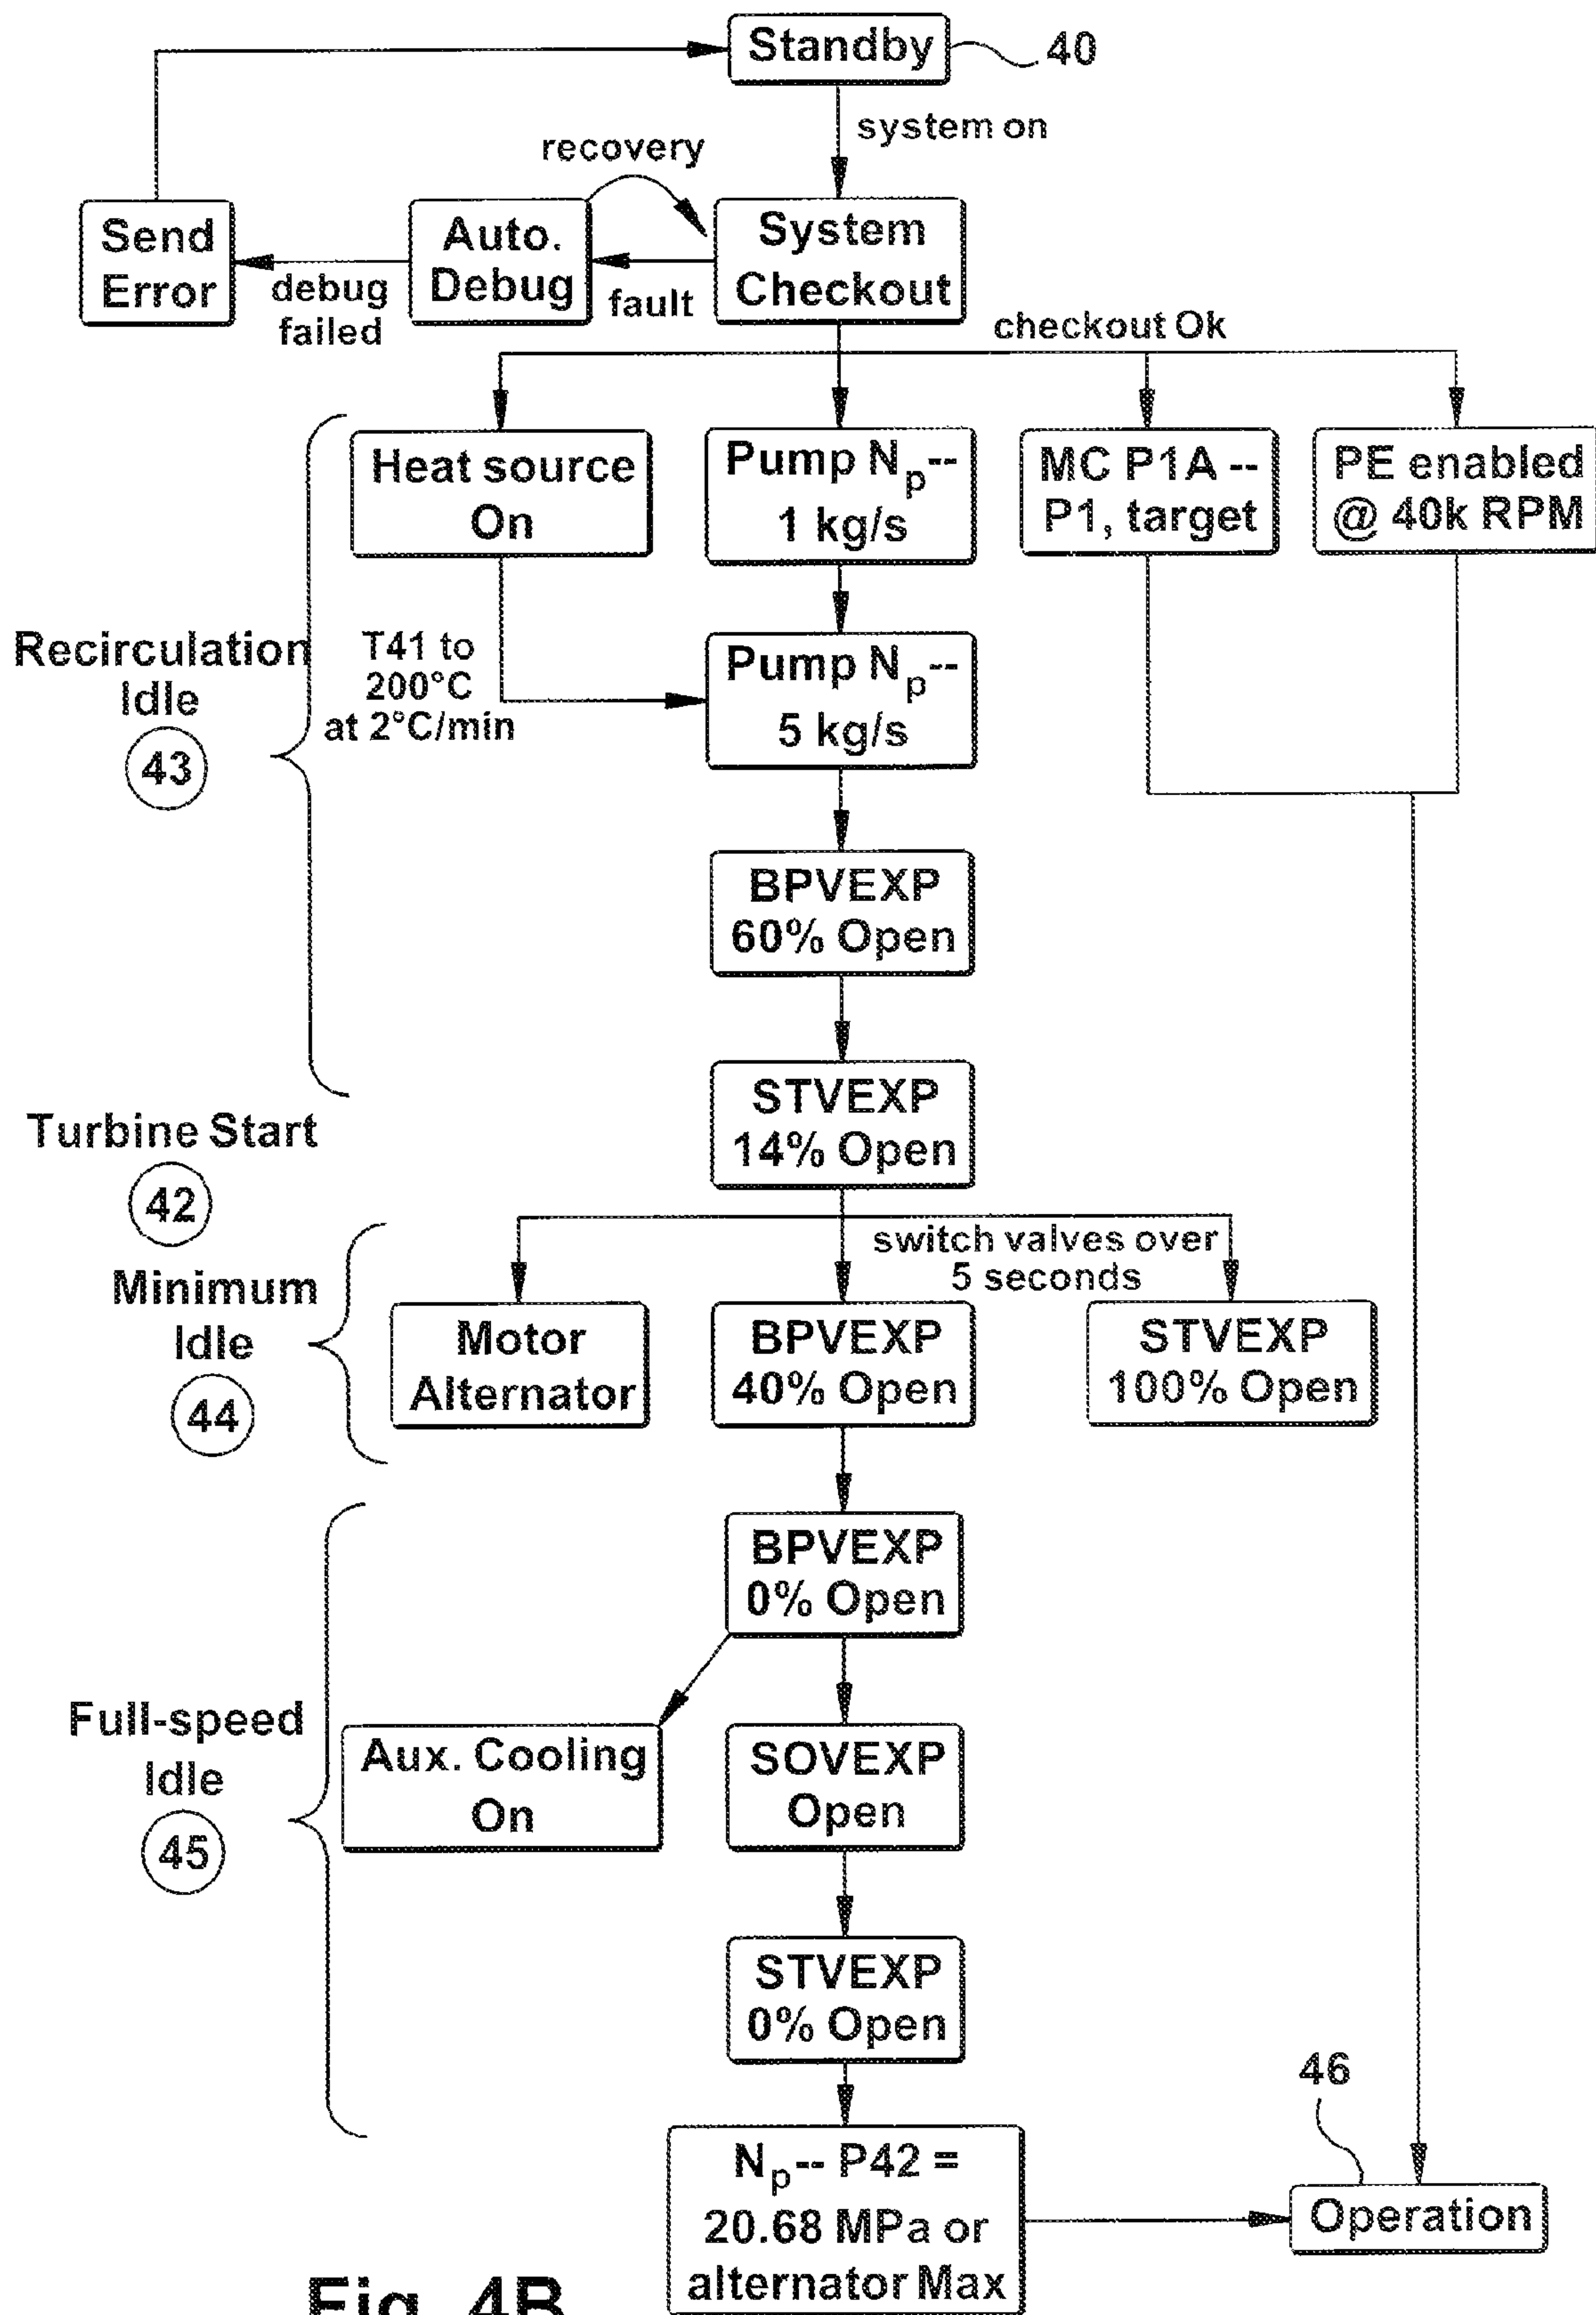 Standby
40
system on
recovery
Send
Error
debug
failed
Auto.
Debug
fault
System
Checkout
checkout Ok
Heat source
On
Pump Np--
1 kg/s
MC P1A --
P1, target
PE enabled
@ 40k RPM
Recirculation
Idle
43
T41 to
200°C
at 2°C/min
Pump Np--
5 kg/s
BPVEXP
60% Open
STVEXP
14% Open
Turbine Start
42
switch valves over
5 seconds
Minimum
Idle
44
Motor
Alternator
BPVEXP
40% Open
STVEXP
100% Open
BPVEXP
0% Open
Full-speed
Idle
45
Aux. Cooling
On
SOVEXP
Open
STVEXP
0% Open
46
Np-- P42 =
20.68 MPa or
alternator Max
Operation
Fig. 4B